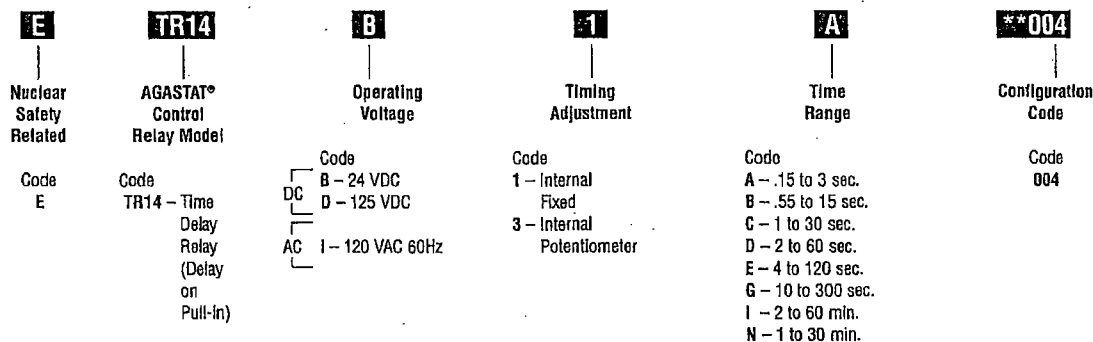 E TR14 B 1 A **004
Nuclear Safety Related
AGASTAT® Control Relay Model
Operating Voltage
Timing Adjustment
Time Range
Configuration Code
Code
E
Code
TR14 – Time Delay Relay (Delay on Pull-in)
Code
DC
B – 24 VDC
D – 125 VDC
AC
I – 120 VAC 60Hz
Code
1 – Internal Fixed
3 – Internal Potentiometer
Code
A – .15 to 3 sec.
B – .55 to 15 sec.
C – 1 to 30 sec.
D – 2 to 60 sec.
E – 4 to 120 sec.
G – 10 to 300 sec.
I – 2 to 60 min.
N – 1 to 30 min.
Code
004